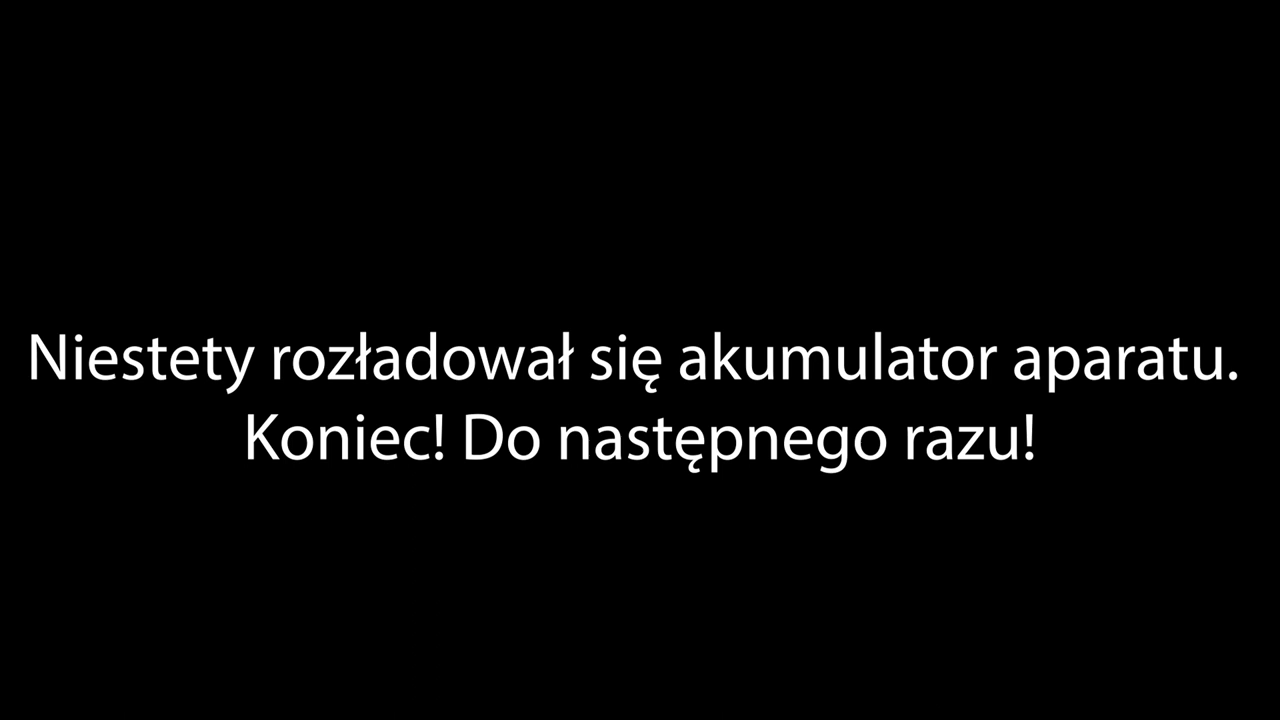 Niestety rozładował się akumulator aparatu.
Koniec! Do następnego razu!